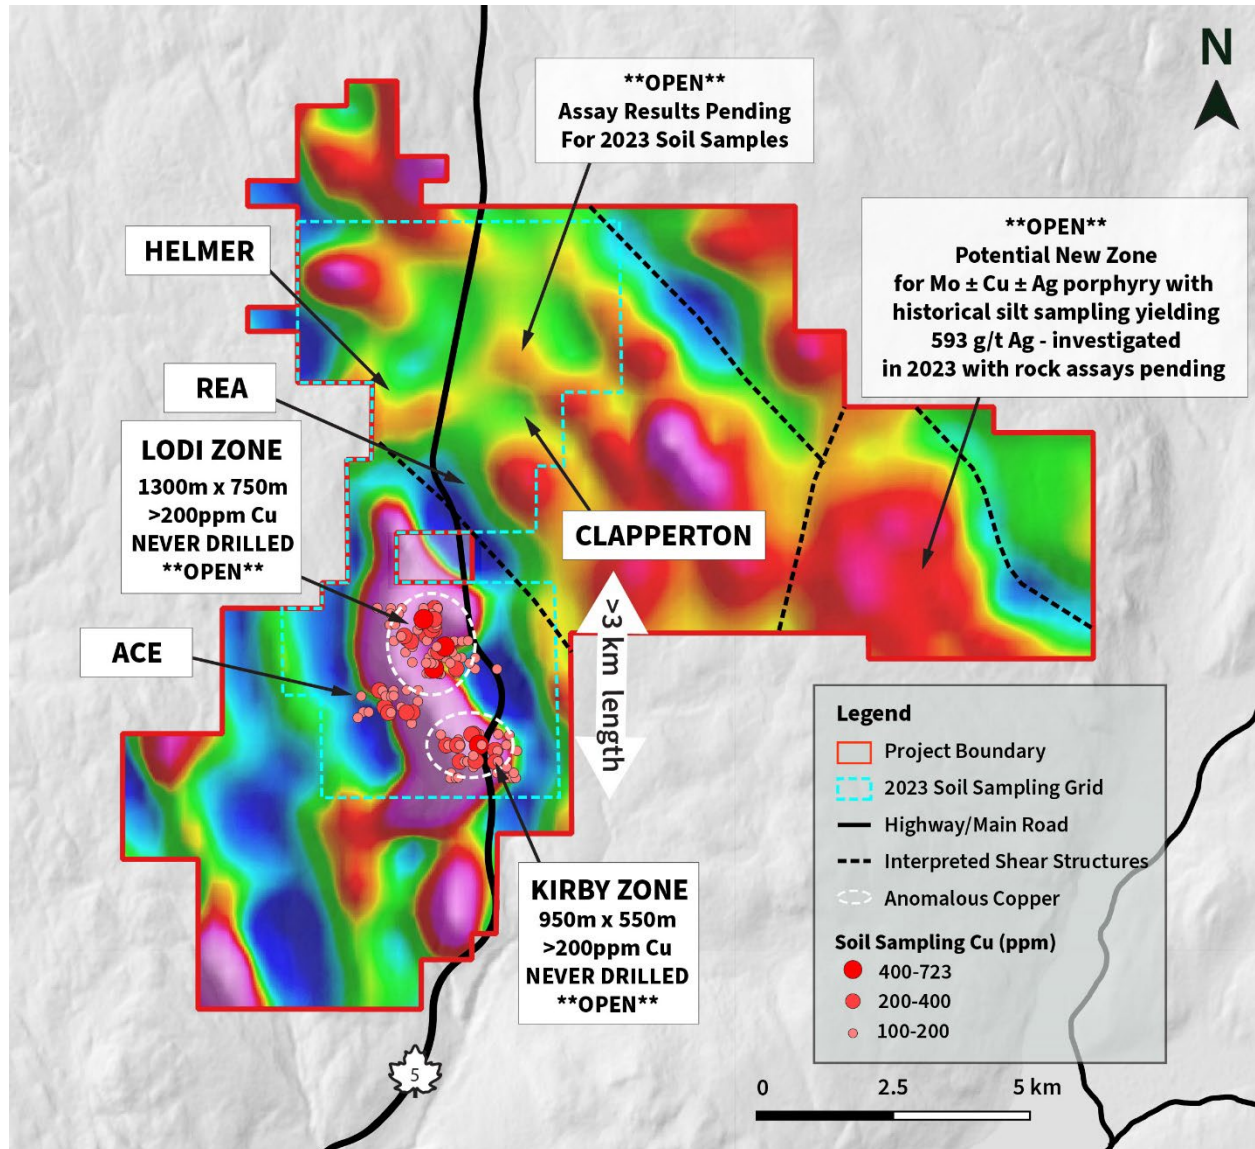 N
**OPEN**
Assay Results Pending
For 2023 Soil Samples
**OPEN**
Potential New Zone
for Mo ± Cu ± Ag porphyry with
historical silt sampling yielding
593 g/t Ag - investigated
in 2023 with rock assays pending
HELMER
REA
LODI ZONE
1300m x 750m
>200ppm Cu
NEVER DRILLED
**OPEN**
CLAPPERTON
>3 km length
ACE
KIRBY ZONE
950m x 550m
>200ppm Cu
NEVER DRILLED
**OPEN**
Legend
Project Boundary
2023 Soil Sampling Grid
Highway/Main Road
Interpreted Shear Structures
Anomalous Copper
Soil Sampling Cu (ppm)
400-723
200-400
100-200
5
0 2.5 5 km